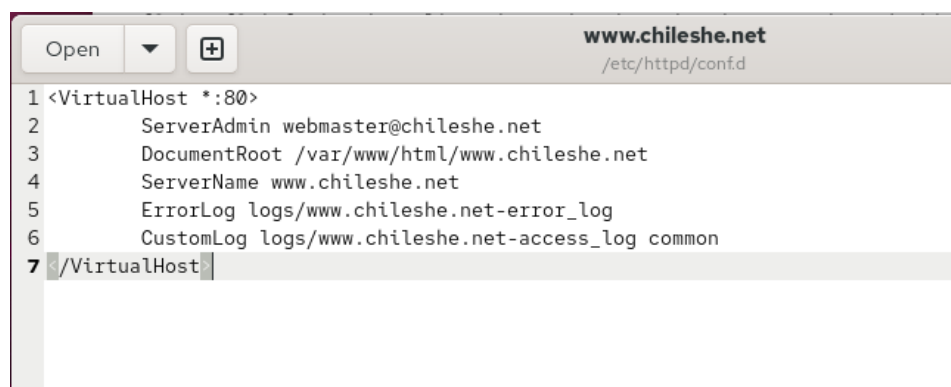 Open
www.chileshe.net
/etc/httpd/conf.d
1 <VirtualHost *:80>
2 ServerAdmin webmaster@chileshe.net
3 DocumentRoot /var/www/html/www.chileshe.net
4 ServerName www.chileshe.net
5 ErrorLog logs/www.chileshe.net-error_log
6 CustomLog logs/www.chileshe.net-access_log common
7 </VirtualHost>